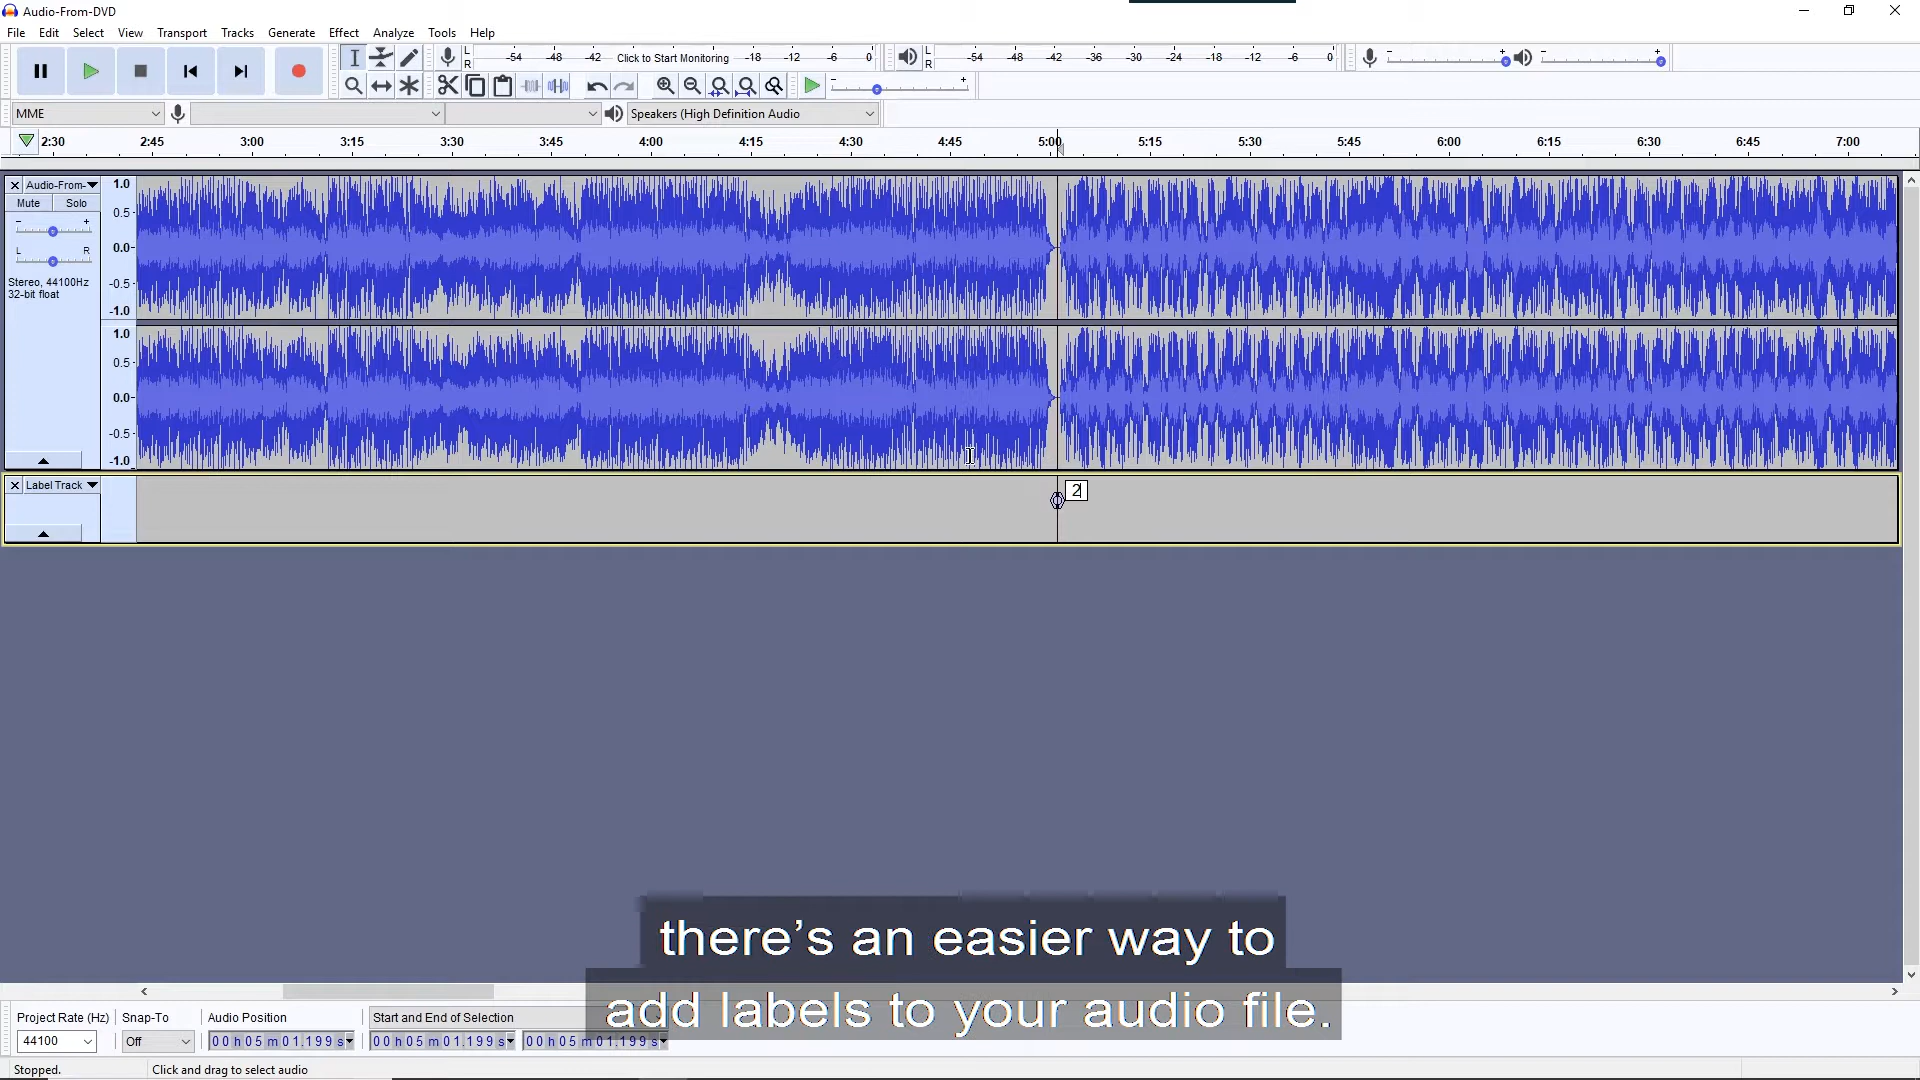 Audio-From-DVD
File Edit Select View Transport Tracks Generate Effect Analyze Tools Help
L R -54 -48 -42 Click to Start Monitoring -18 -12 -6 0 L R -54 -48 -42 -36 -30 -24 -18 -12 -6 0 - + - +
- +
MME Speakers (High Definition Audio
2:30 2:45 3:00 3:15 3:30 3:45 4:00 4:15 4:30 4:45 5:00 5:15 5:30 5:45 6:00 6:15 6:30 6:45 7:00
Audio-From-
Mute Solo
- +
L R
Stereo, 44100Hz
32-bit float
1.0
0.5
0.0
-0.5
-1.0
1.0
0.5
0.0
-0.5
-1.0
Label Track
2
there’s an easier way to
add labels to your audio file.
Project Rate (Hz) Snap-To Audio Position Start and End of Selection
44100 Off 00h05m01.199s 00h05m01.199s 00h05m01.199s
Stopped. Click and drag to select audio